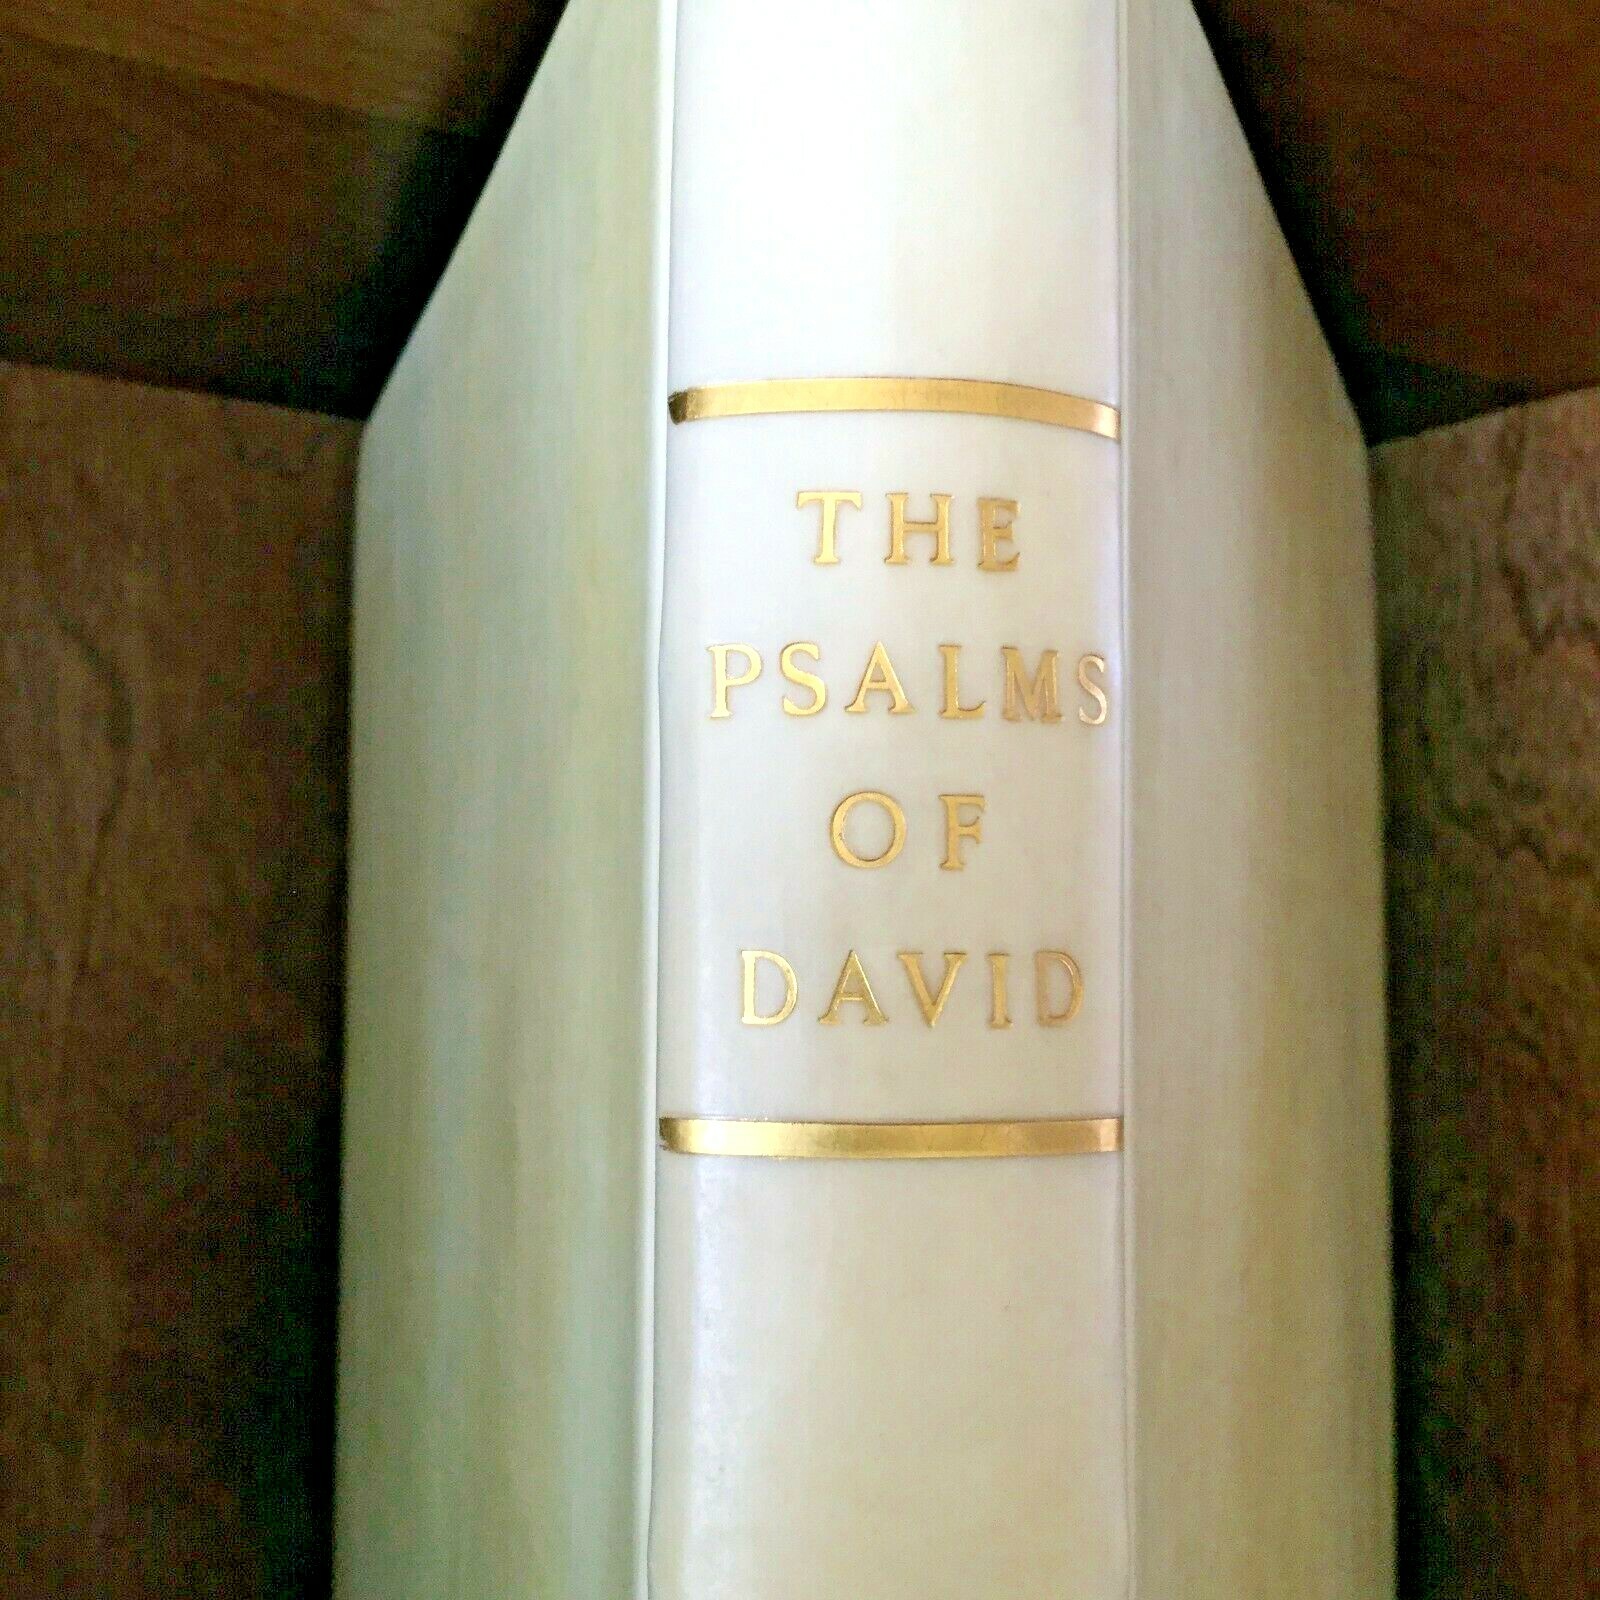 THE
PSALMS
OF
DAVID